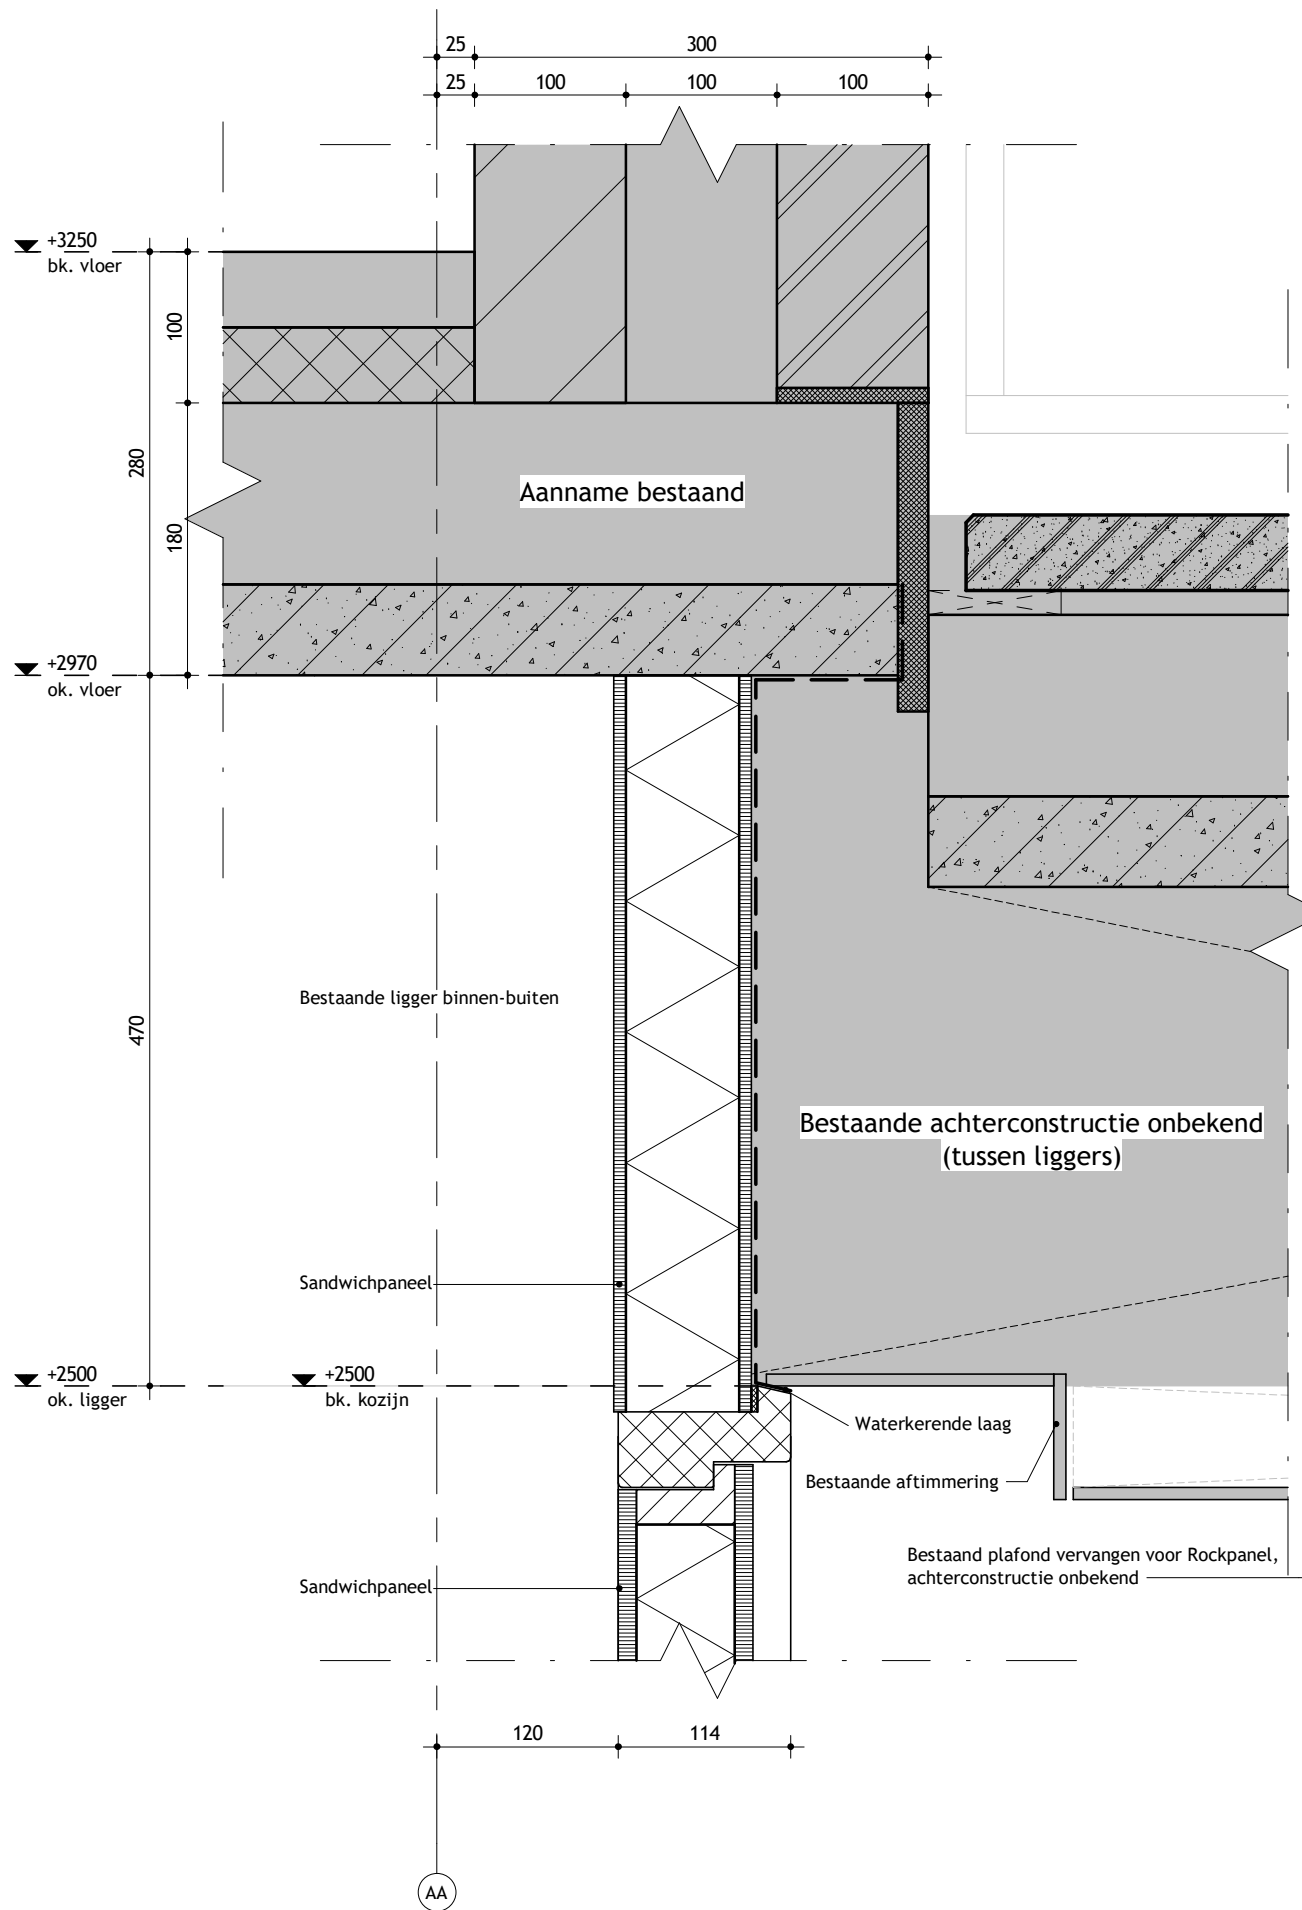 25
300
25
100
100
100
+3250
bk. vloer
100
280
180
Aanname bestaand
+2970
ok. vloer
Bestaande ligger binnen-buiten
470
Bestaande achterconstructie onbekend
(tussen liggers)
Sandwichpaneel
+2500
ok. ligger
+2500
bk. kozijn
Waterkerende laag
Bestaande aftimmering
Bestaand plafond vervangen voor Rockpanel,
achterconstructie onbekend
Sandwichpaneel
120
114
AA